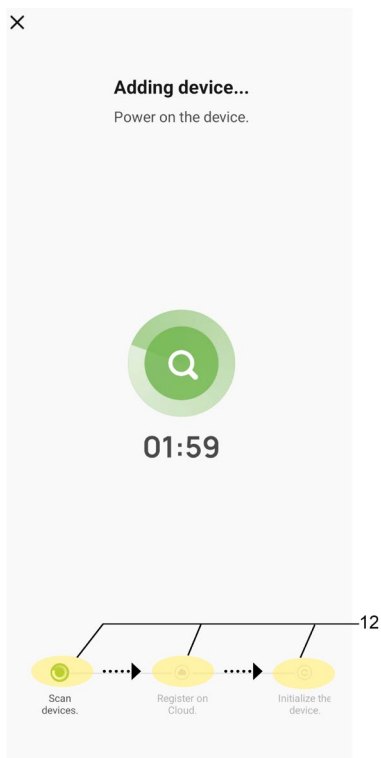 Adding device...
Power on the device.
01:59
12
Scan
devices.
Register on
Cloud.
Initialize the
device.